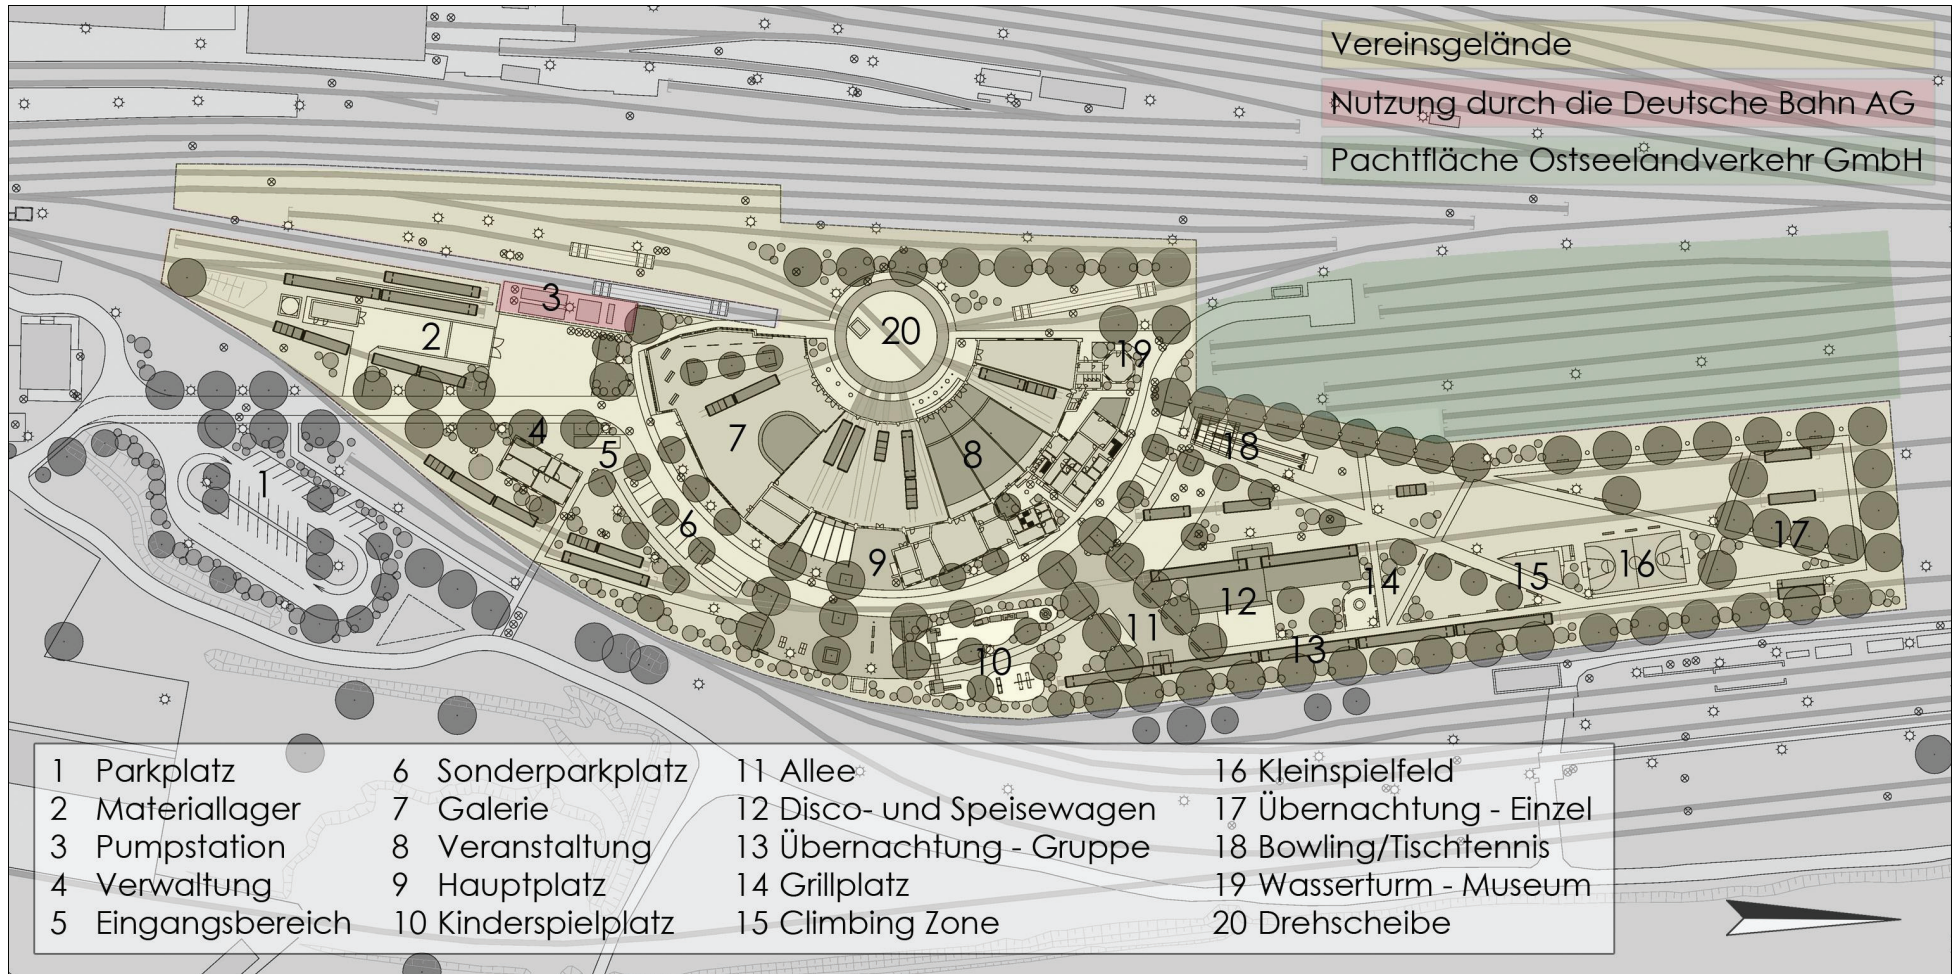 Vereinsgelände
Nutzung durch die Deutsche Bahn AG
Pachtfläche Ostseelandverkehr GmbH
3
20
2
19
7
4
5
8
18
1
6
9
17
16
15
14
12
11
13
10
1 Parkplatz
2 Materiallager
3 Pumpstation
4 Verwaltung
5 Eingangsbereich
6 Sonderparkplatz
7 Galerie
8 Veranstaltung
9 Hauptplatz
10 Kinderspielplatz
11 Allee
12 Disco- und Speisewagen
13 Übernachtung - Gruppe
14 Grillplatz
15 Climbing Zone
16 Kleinspielfeld
17 Übernachtung - Einzel
18 Bowling/Tischtennis
19 Wasserturm - Museum
20 Drehscheibe